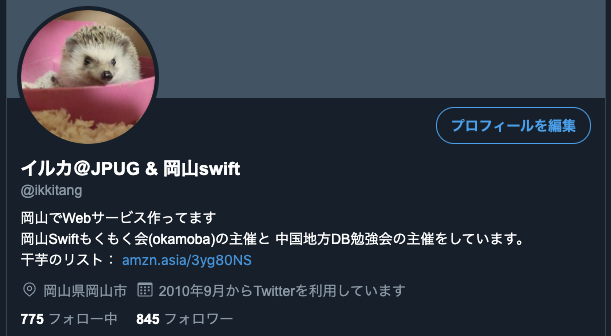 プロフィールを編集
イルカ@JPUG & 岡山swift
@ikkitang
岡山でWebサービス作ってます
岡山Swiftもくもく会(okamoba)の主催と 中国地方DB勉強会の主催をしています。
干芋のリスト： amzn.asia/3yg80NS
岡山県岡山市 2010年9月からTwitterを利用しています
775 フォロー中 845 フォロワー